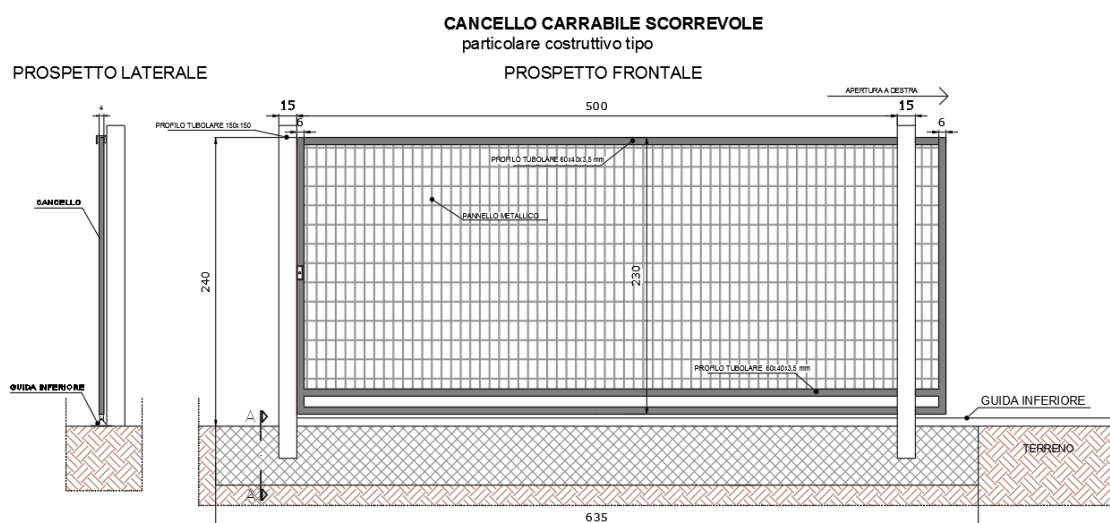 CANCELLO CARRABILE SCORREVOLE
particolare costruttivo tipo
PROSPETTO LATERALE
PROSPETTO FRONTALE
APERTURA A DESTRA
4
15
500
15
6
6
PROFILO TUBOLARE 150x150
PROFILO TUBOLARE 60x40x3,5 mm
CANCELLO
PANNELLO METALLICO
240
230
PROFILO TUBOLARE 60x40x3,5 mm
GUIDA INFERIORE
GUIDA INFERIORE
A
TERRENO
A
635